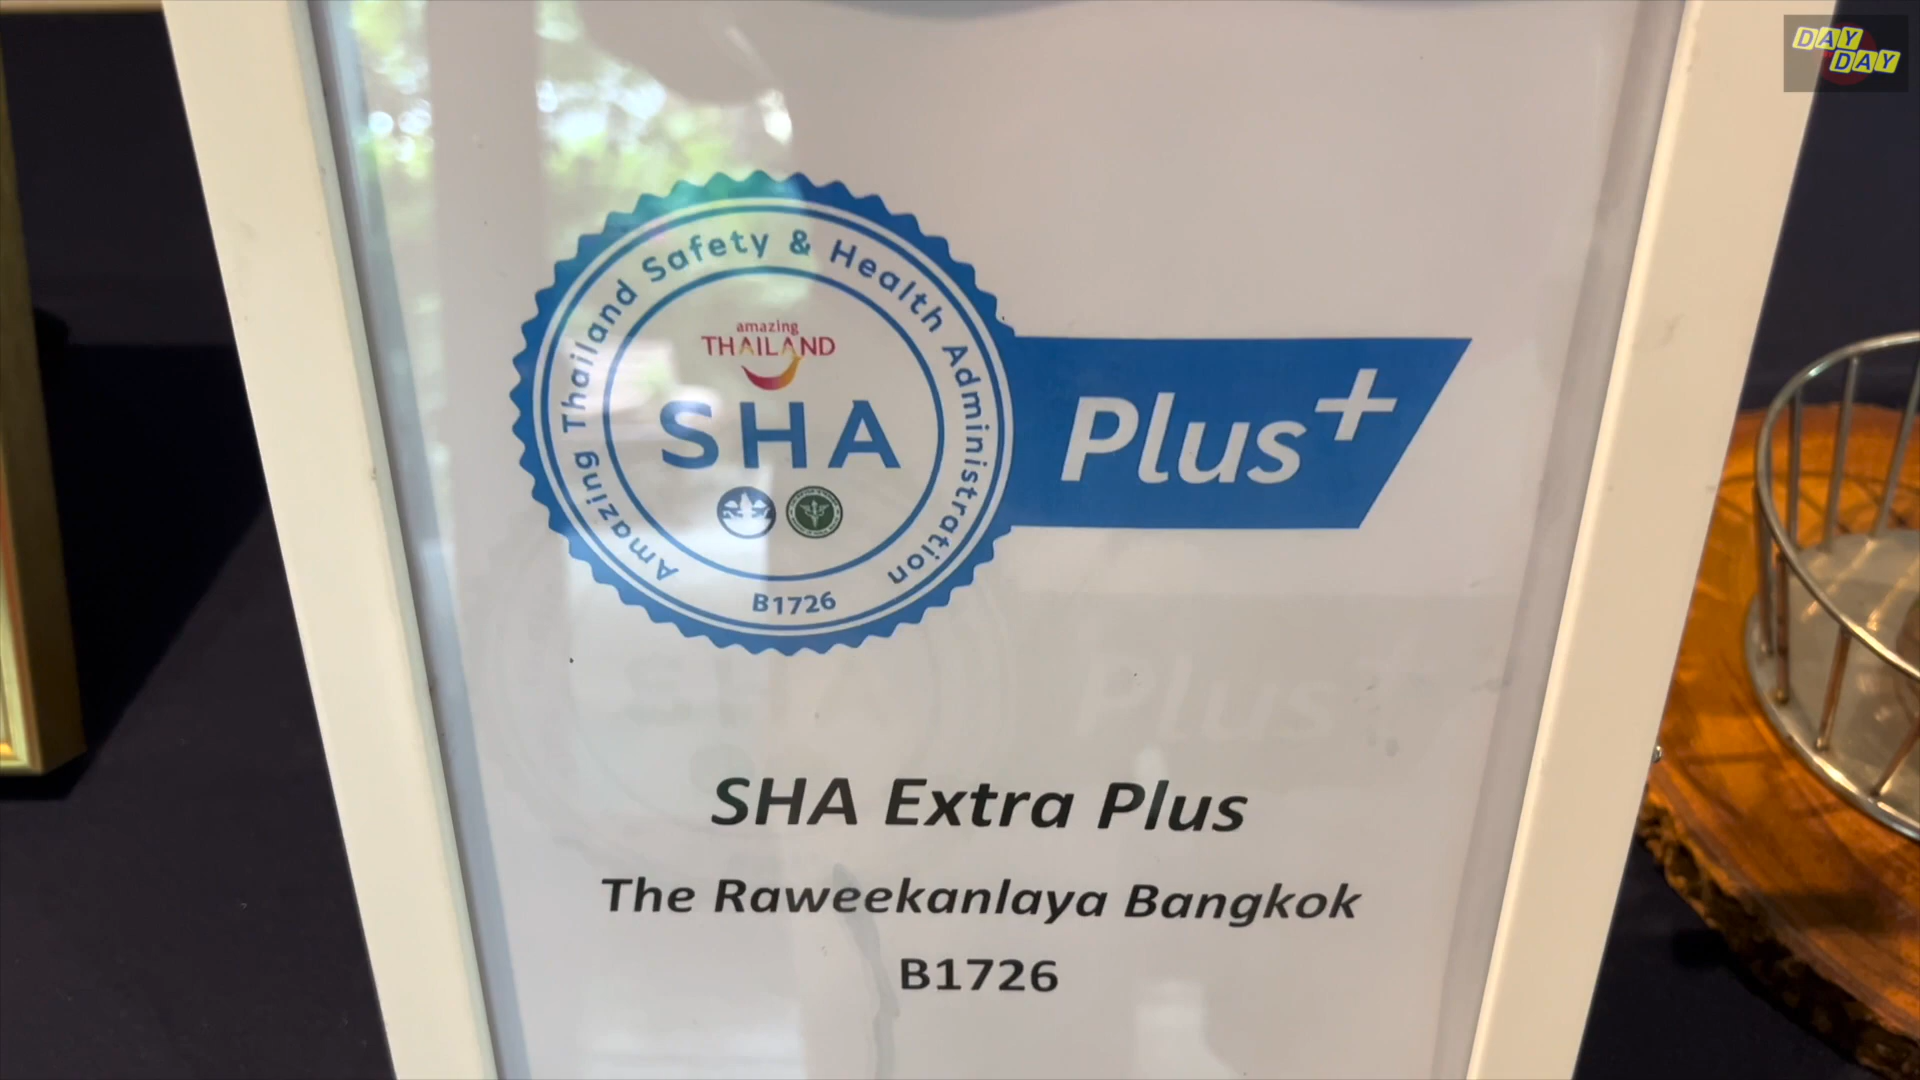 DAY
DAY
Amazing Thailand Safety & Health Administration
amazing
THAILAND
SHA
B1726
Plus+
SHA Extra Plus
The Raweekanlaya Bangkok
B1726